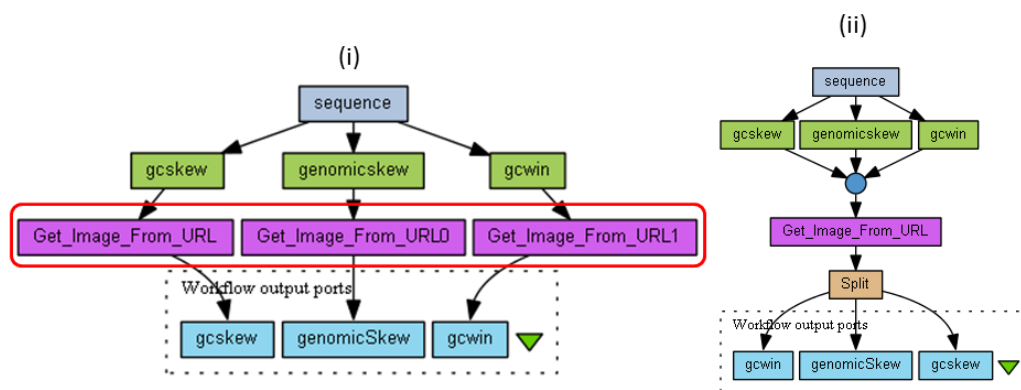 (i)
sequence
gcskew
genomicskew
gcwin
Get_Image_From_URL
Get_Image_From_URL0
Get_Image_From_URL1
Workflow output ports
gcskew
genomicSkew
gcwin
(ii)
sequence
gcskew
genomicskew
gcwin
Get_Image_From_URL
Split
Workflow output ports
gcwin
genomicSkew
gcskew